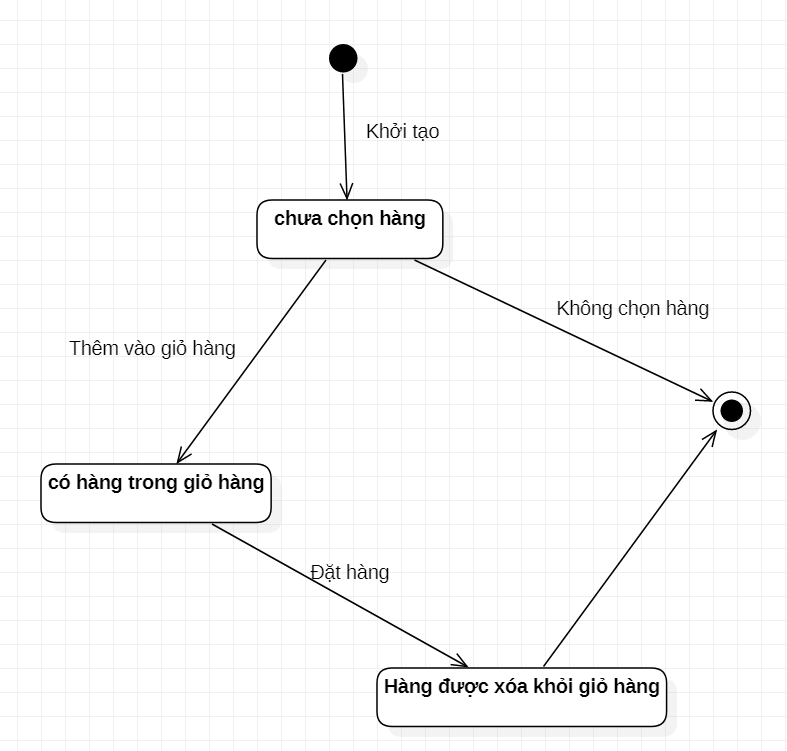 Khởi tạo
chưa chọn hàng
Không chọn hàng
Thêm vào giỏ hàng
có hàng trong giỏ hàng
Đặt hàng
Hàng được xóa khỏi giỏ hàng